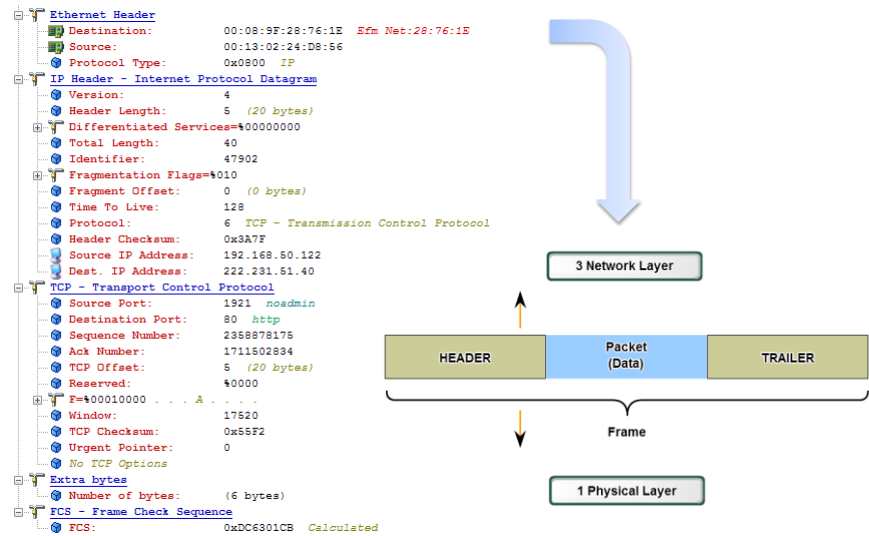 Ethernet Header
Destination: 00:08:9F:28:76:1E Efm Net:28:76:1E
Source: 00:13:02:24:D8:56
Protocol Type: 0x0800 IP
IP Header - Internet Protocol Datagram
Version: 4
Header Length: 5 (20 bytes)
Differentiated Services=%00000000
Total Length: 40
Identifier: 47902
Fragmentation Flags=%010
Fragment Offset: 0 (0 bytes)
Time To Live: 128
Protocol: 6 TCP - Transmission Control Protocol
Header Checksum: 0x3A7F
Source IP Address: 192.168.50.122
Dest. IP Address: 222.231.51.40
TCP - Transport Control Protocol
Source Port: 1921 noadmin
Destination Port: 80 http
Sequence Number: 2358878175
Ack Number: 1711502834
TCP Offset: 5 (20 bytes)
Reserved: %0000
F=%00010000 . . . A . . . .
Window: 17520
TCP Checksum: 0x55F2
Urgent Pointer: 0
No TCP Options
Extra bytes
Number of bytes: (6 bytes)
FCS - Frame Check Sequence
FCS: 0xDC6301CB Calculated
3 Network Layer
HEADER
Packet
(Data)
TRAILER
Frame
1 Physical Layer